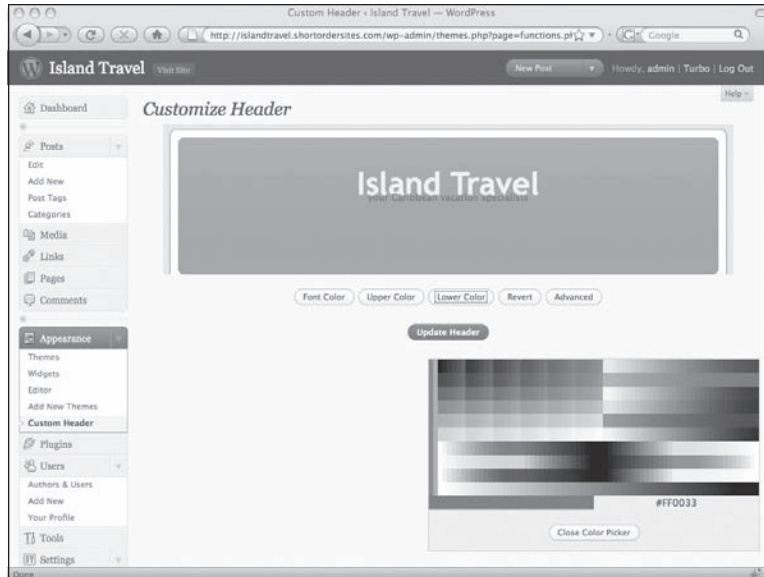 Custom Header ‹ Island Travel — WordPress
http://islandtravel.shortordersites.com/wp-admin/themes.php?page=functions.ph
Google
Island Travel Visit Site
New Post
Howdy, admin | Turbo | Log Out
Help
Dashboard
Customize Header
Posts
Edit
Add New
Post Tags
Categories
Media
Links
Pages
Comments
Island Travel
your Caribbean vacation specialists
Font Color
Upper Color
Lower Color
Revert
Advanced
Update Header
Appearance
Themes
Widgets
Editor
Add New Themes
Custom Header
Plugins
Users
Authors & Users
Add New
Your Profile
Tools
Settings
#FF0033
Close Color Picker
Done